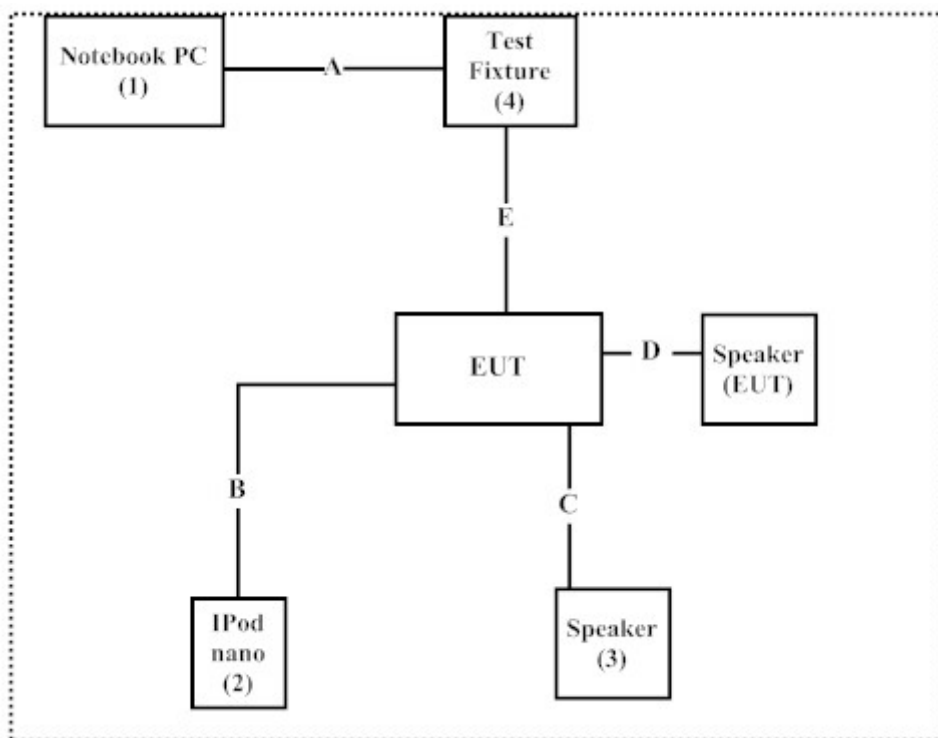 Notebook PC
(1)
A
Test
Fixture
(4)
E
EUT
D
Speaker
(EUT)
B
C
IPod
nano
(2)
Speaker
(3)